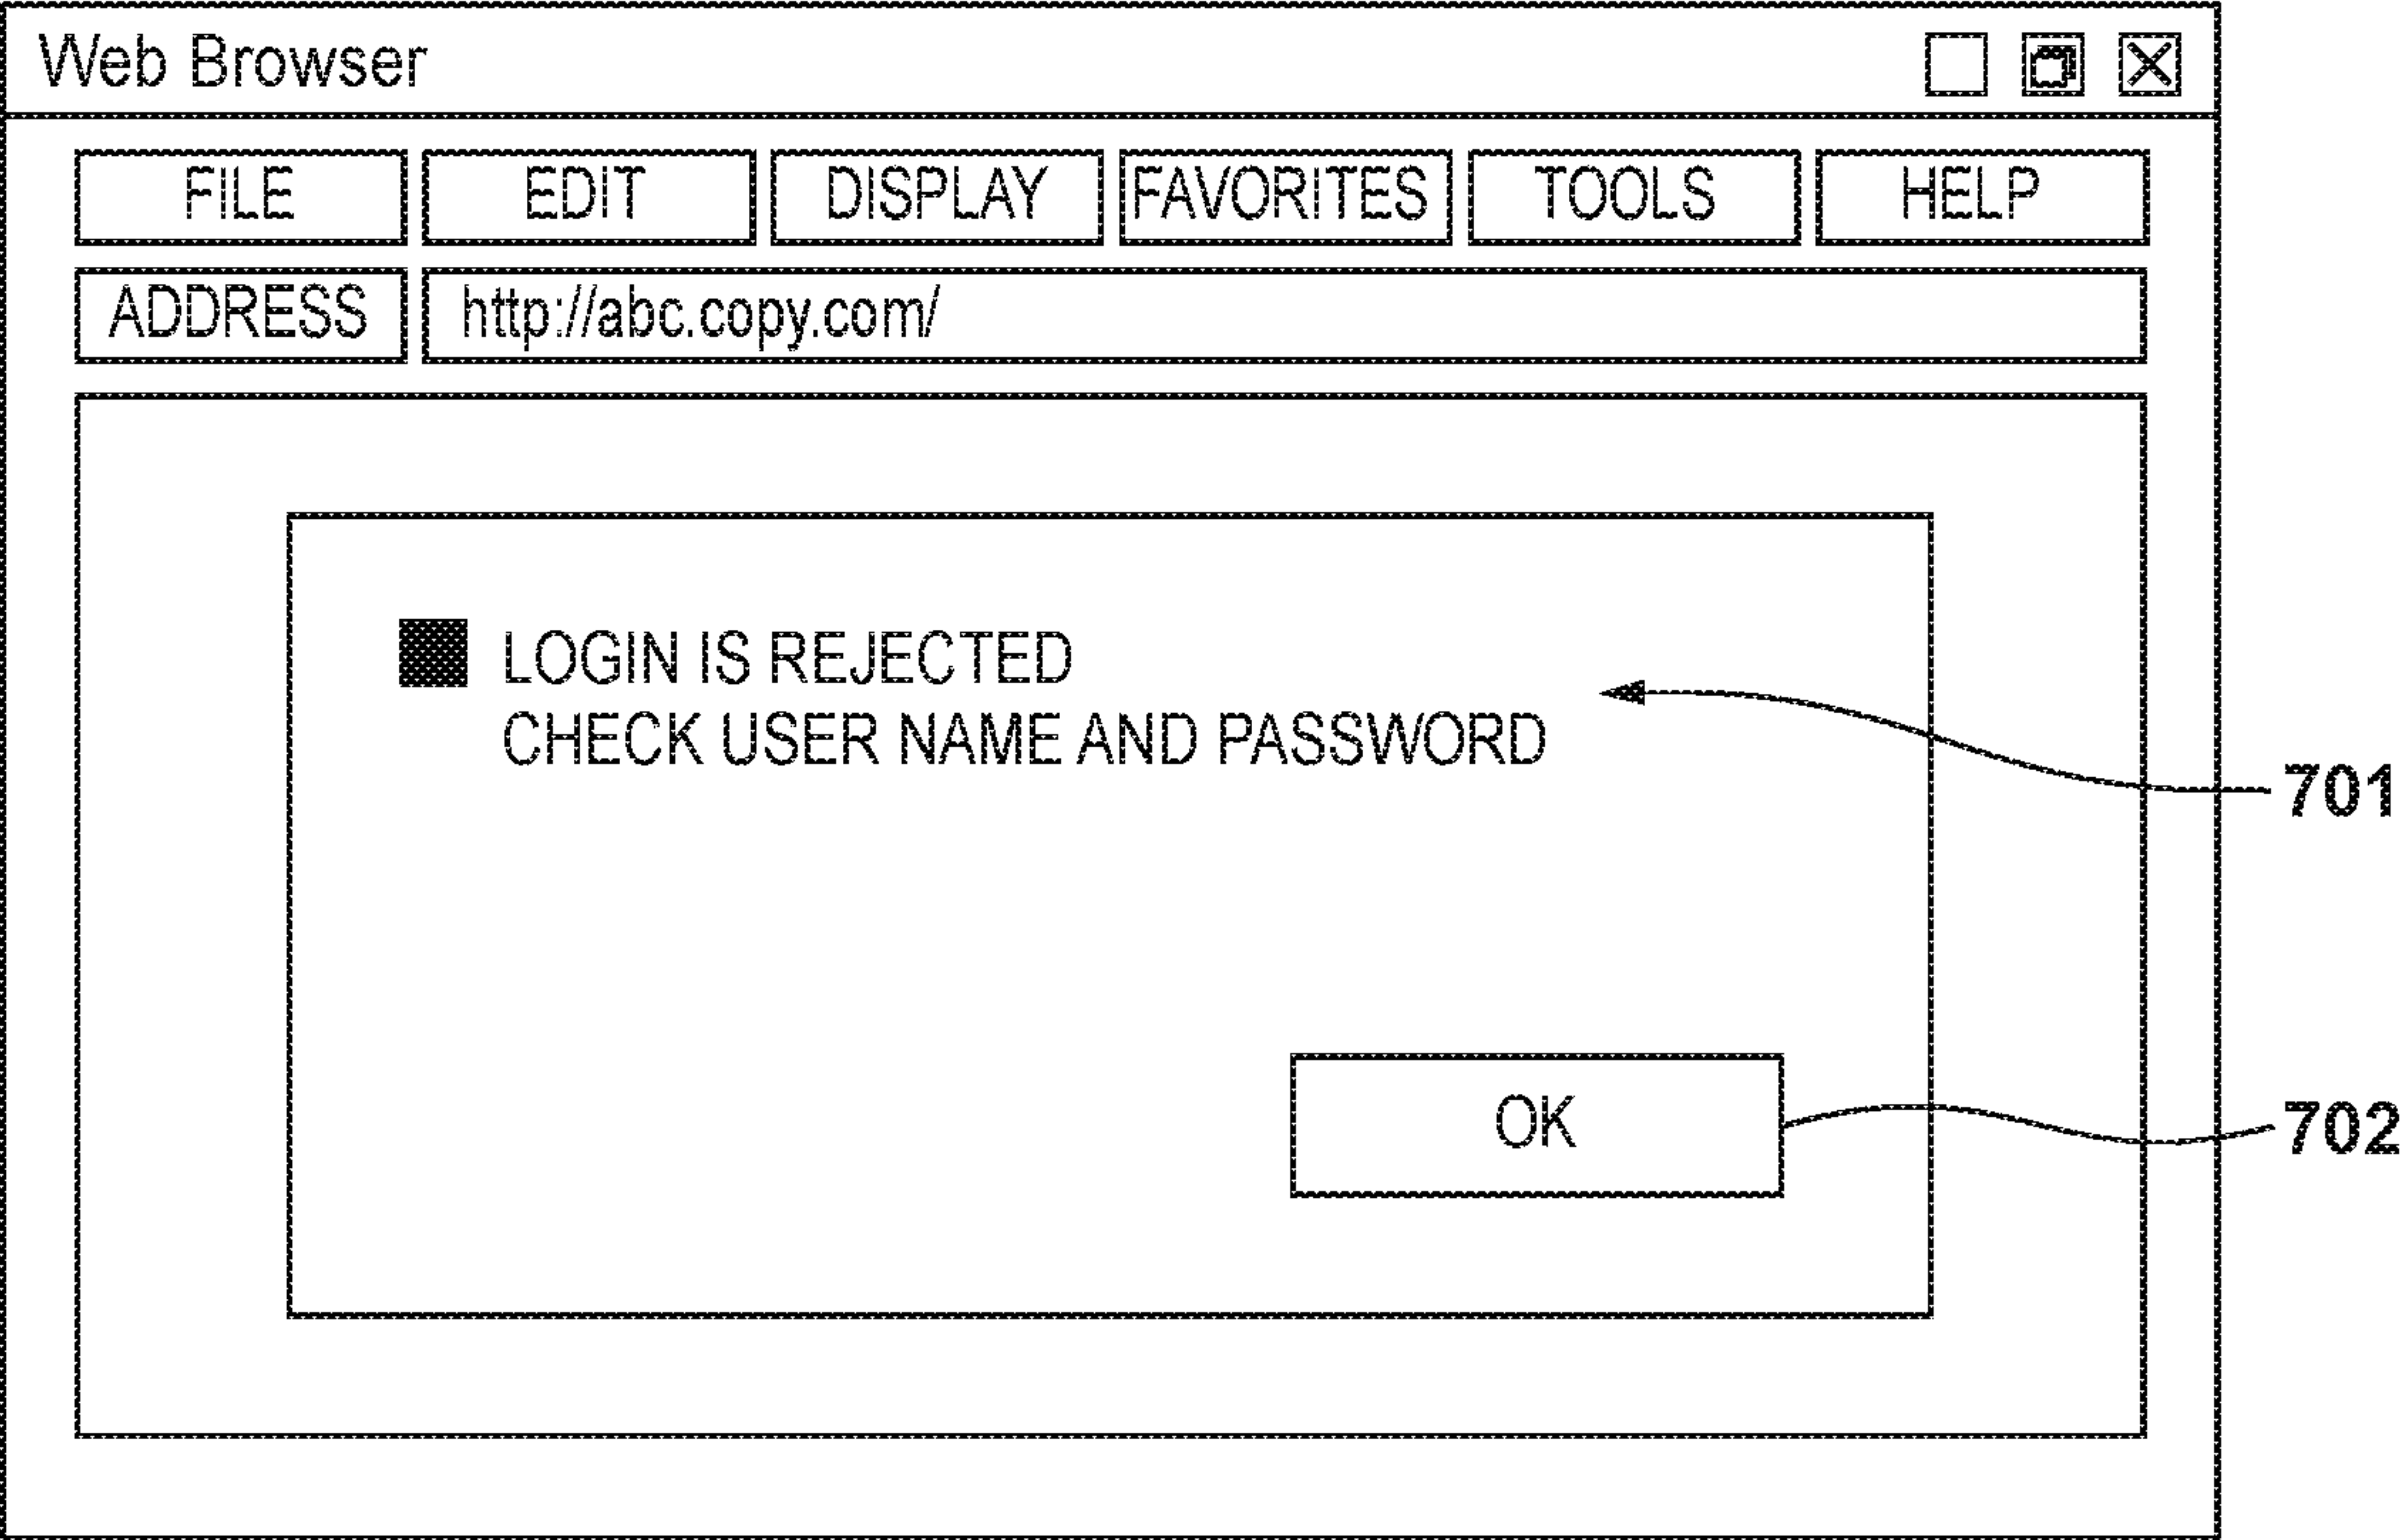 Web Browser
FILE EDIT DISPLAY FAVORITES TOOLS HELP
ADDRESS http://abc.copy.com/
LOGIN IS REJECTED
CHECK USER NAME AND PASSWORD
701
OK
702